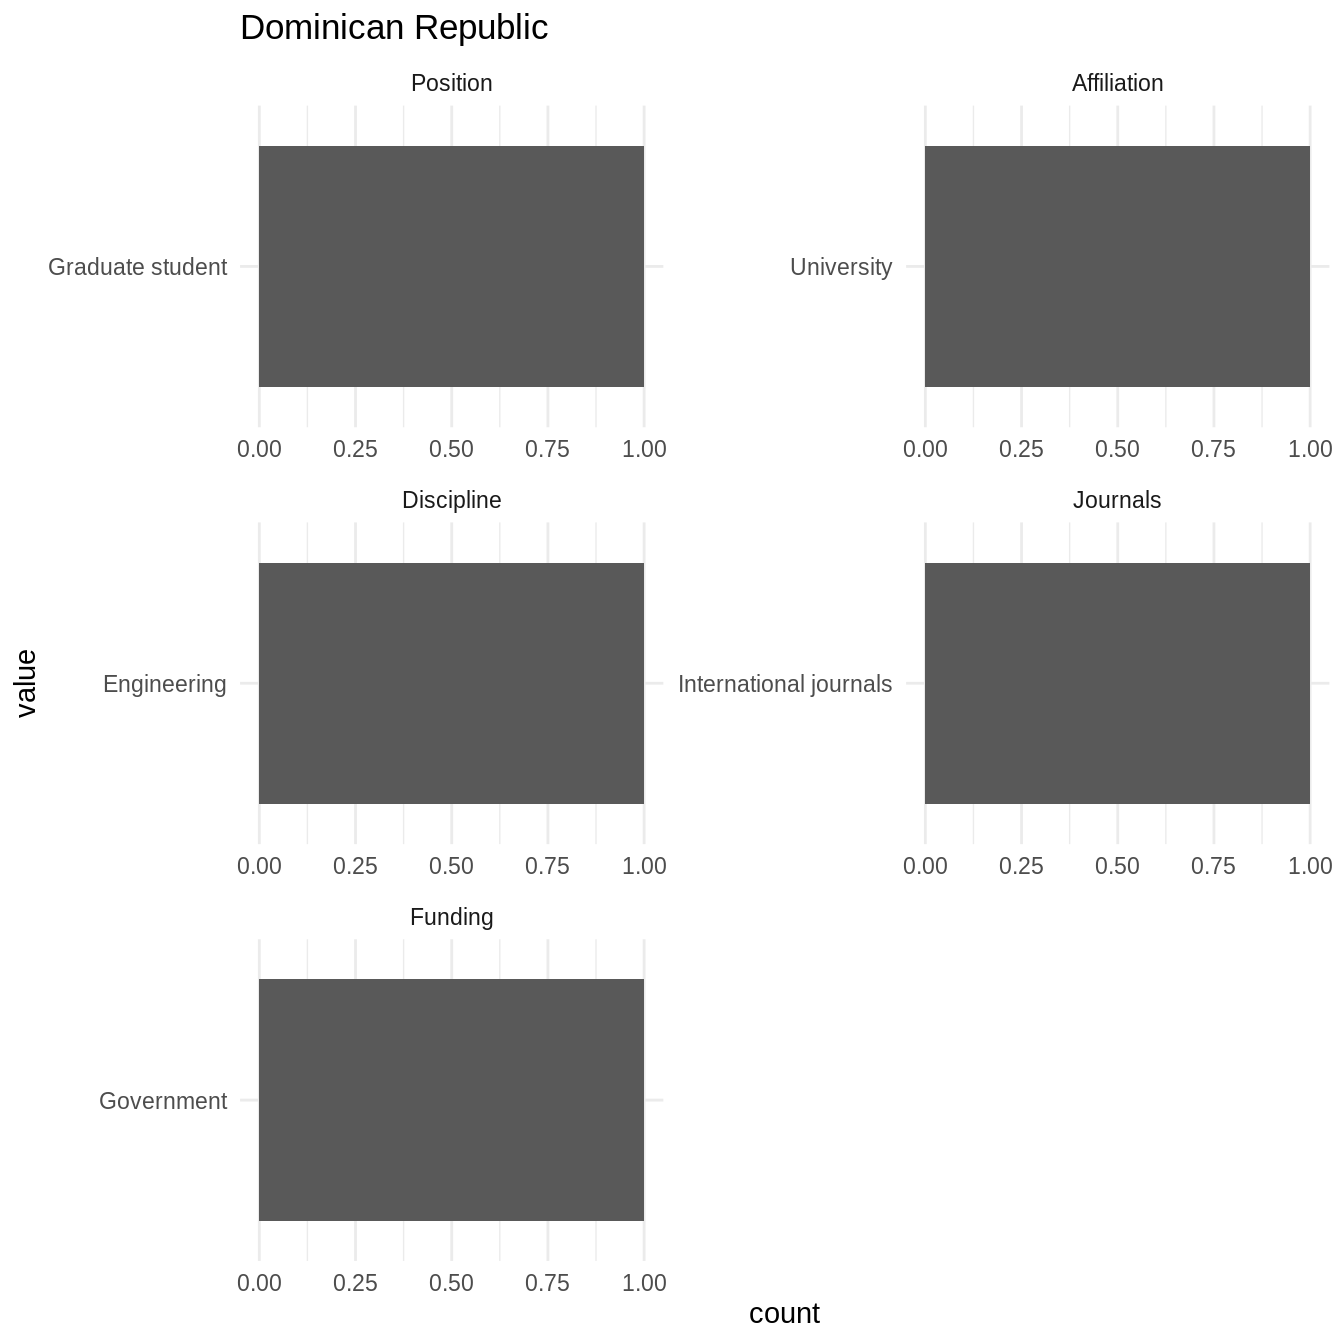 Dominican Republic
Position
Affiliation
Graduate student
University
0.00 0.25 0.50 0.75 1.00
0.00 0.25 0.50 0.75 1.00
Discipline
Journals
value
Engineering
International journals
0.00 0.25 0.50 0.75 1.00
0.00 0.25 0.50 0.75 1.00
Funding
Government
0.00 0.25 0.50 0.75 1.00
count